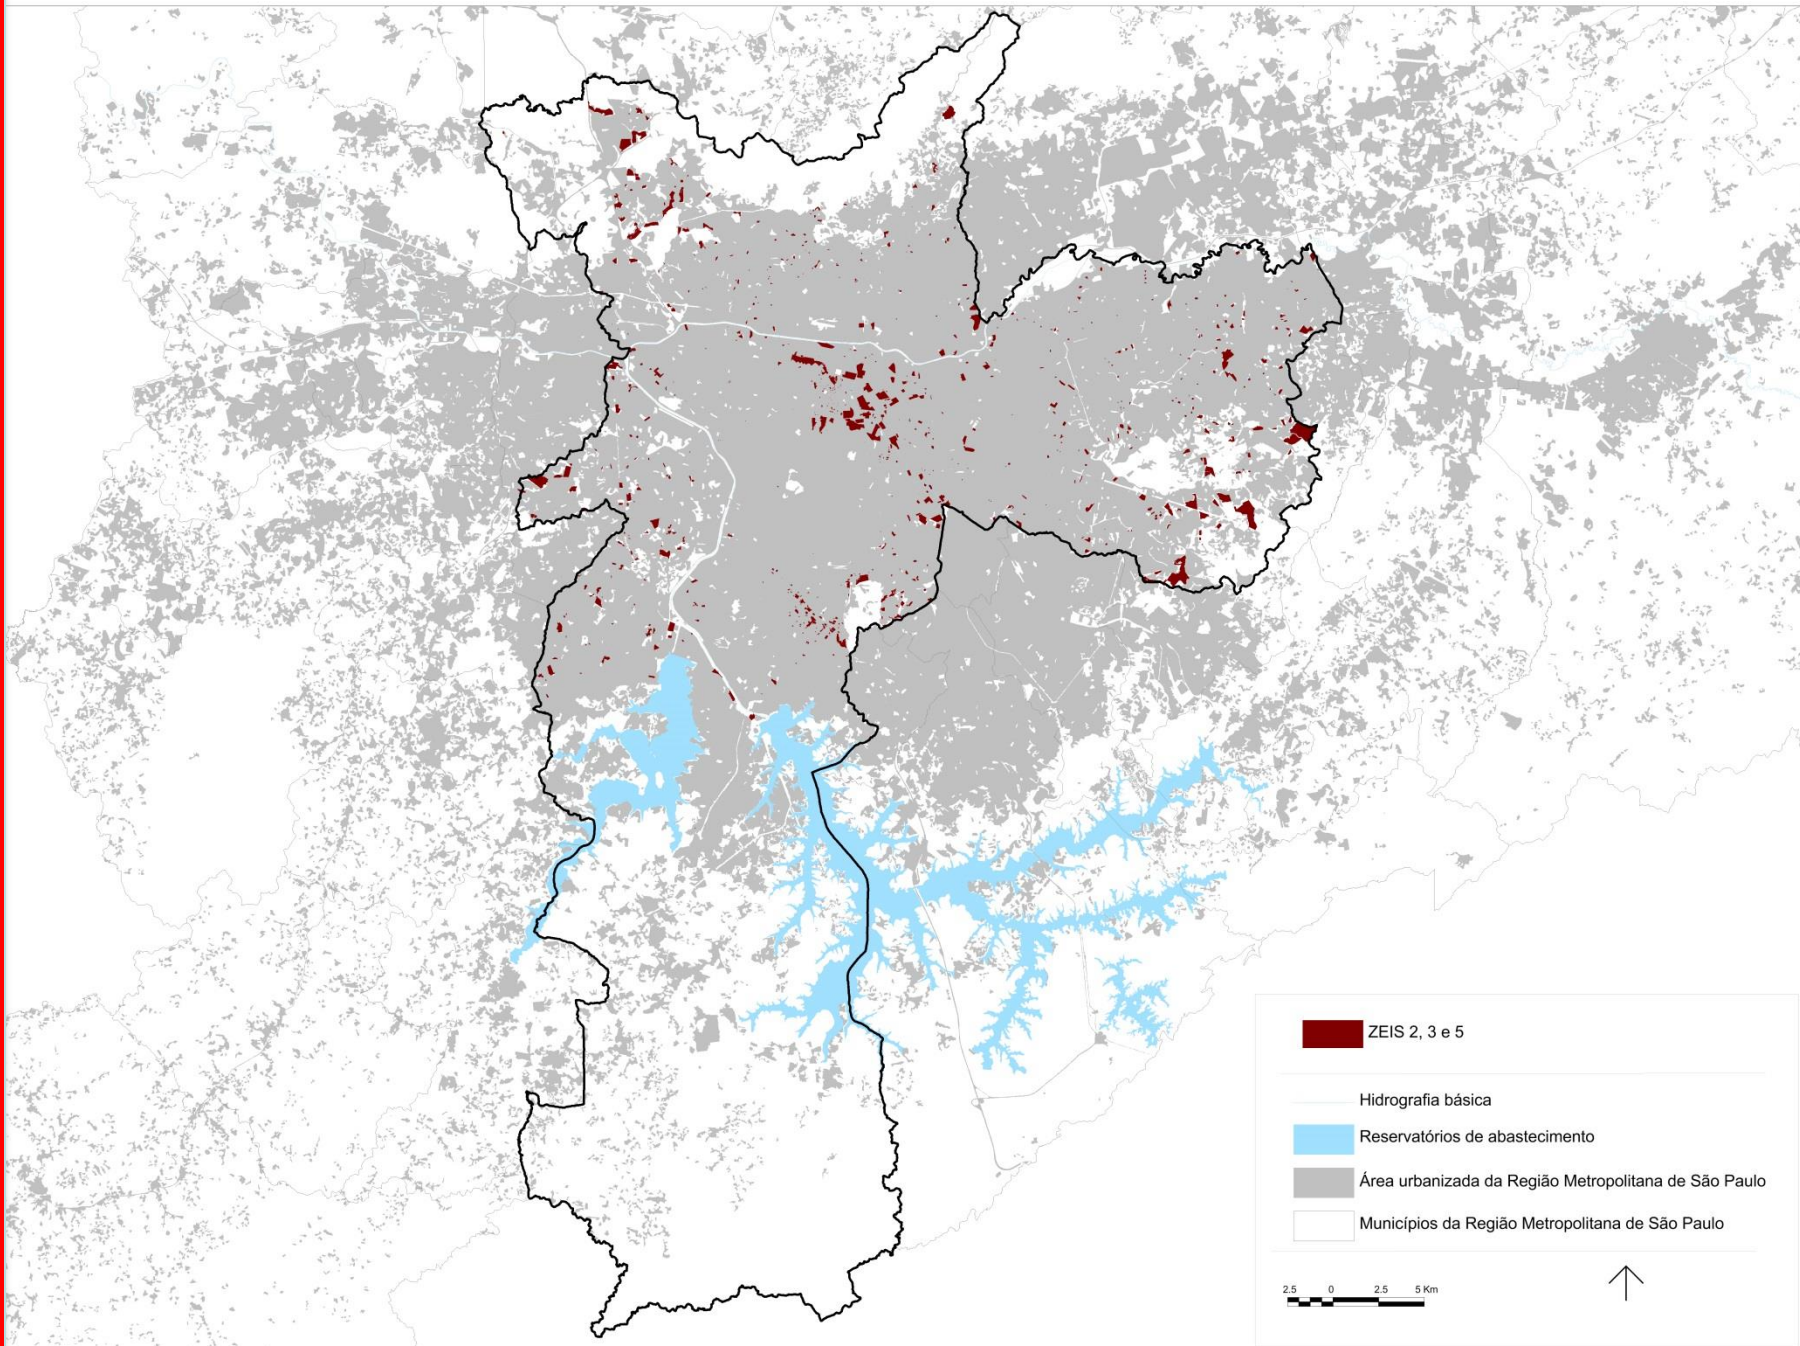 ZEIS 2, 3 e 5
Hidrografia básica
Reservatórios de abastecimento
Área urbanizada da Região Metropolitana de São Paulo
Municípios da Região Metropolitana de São Paulo
2.5 0 2.5 5 Km